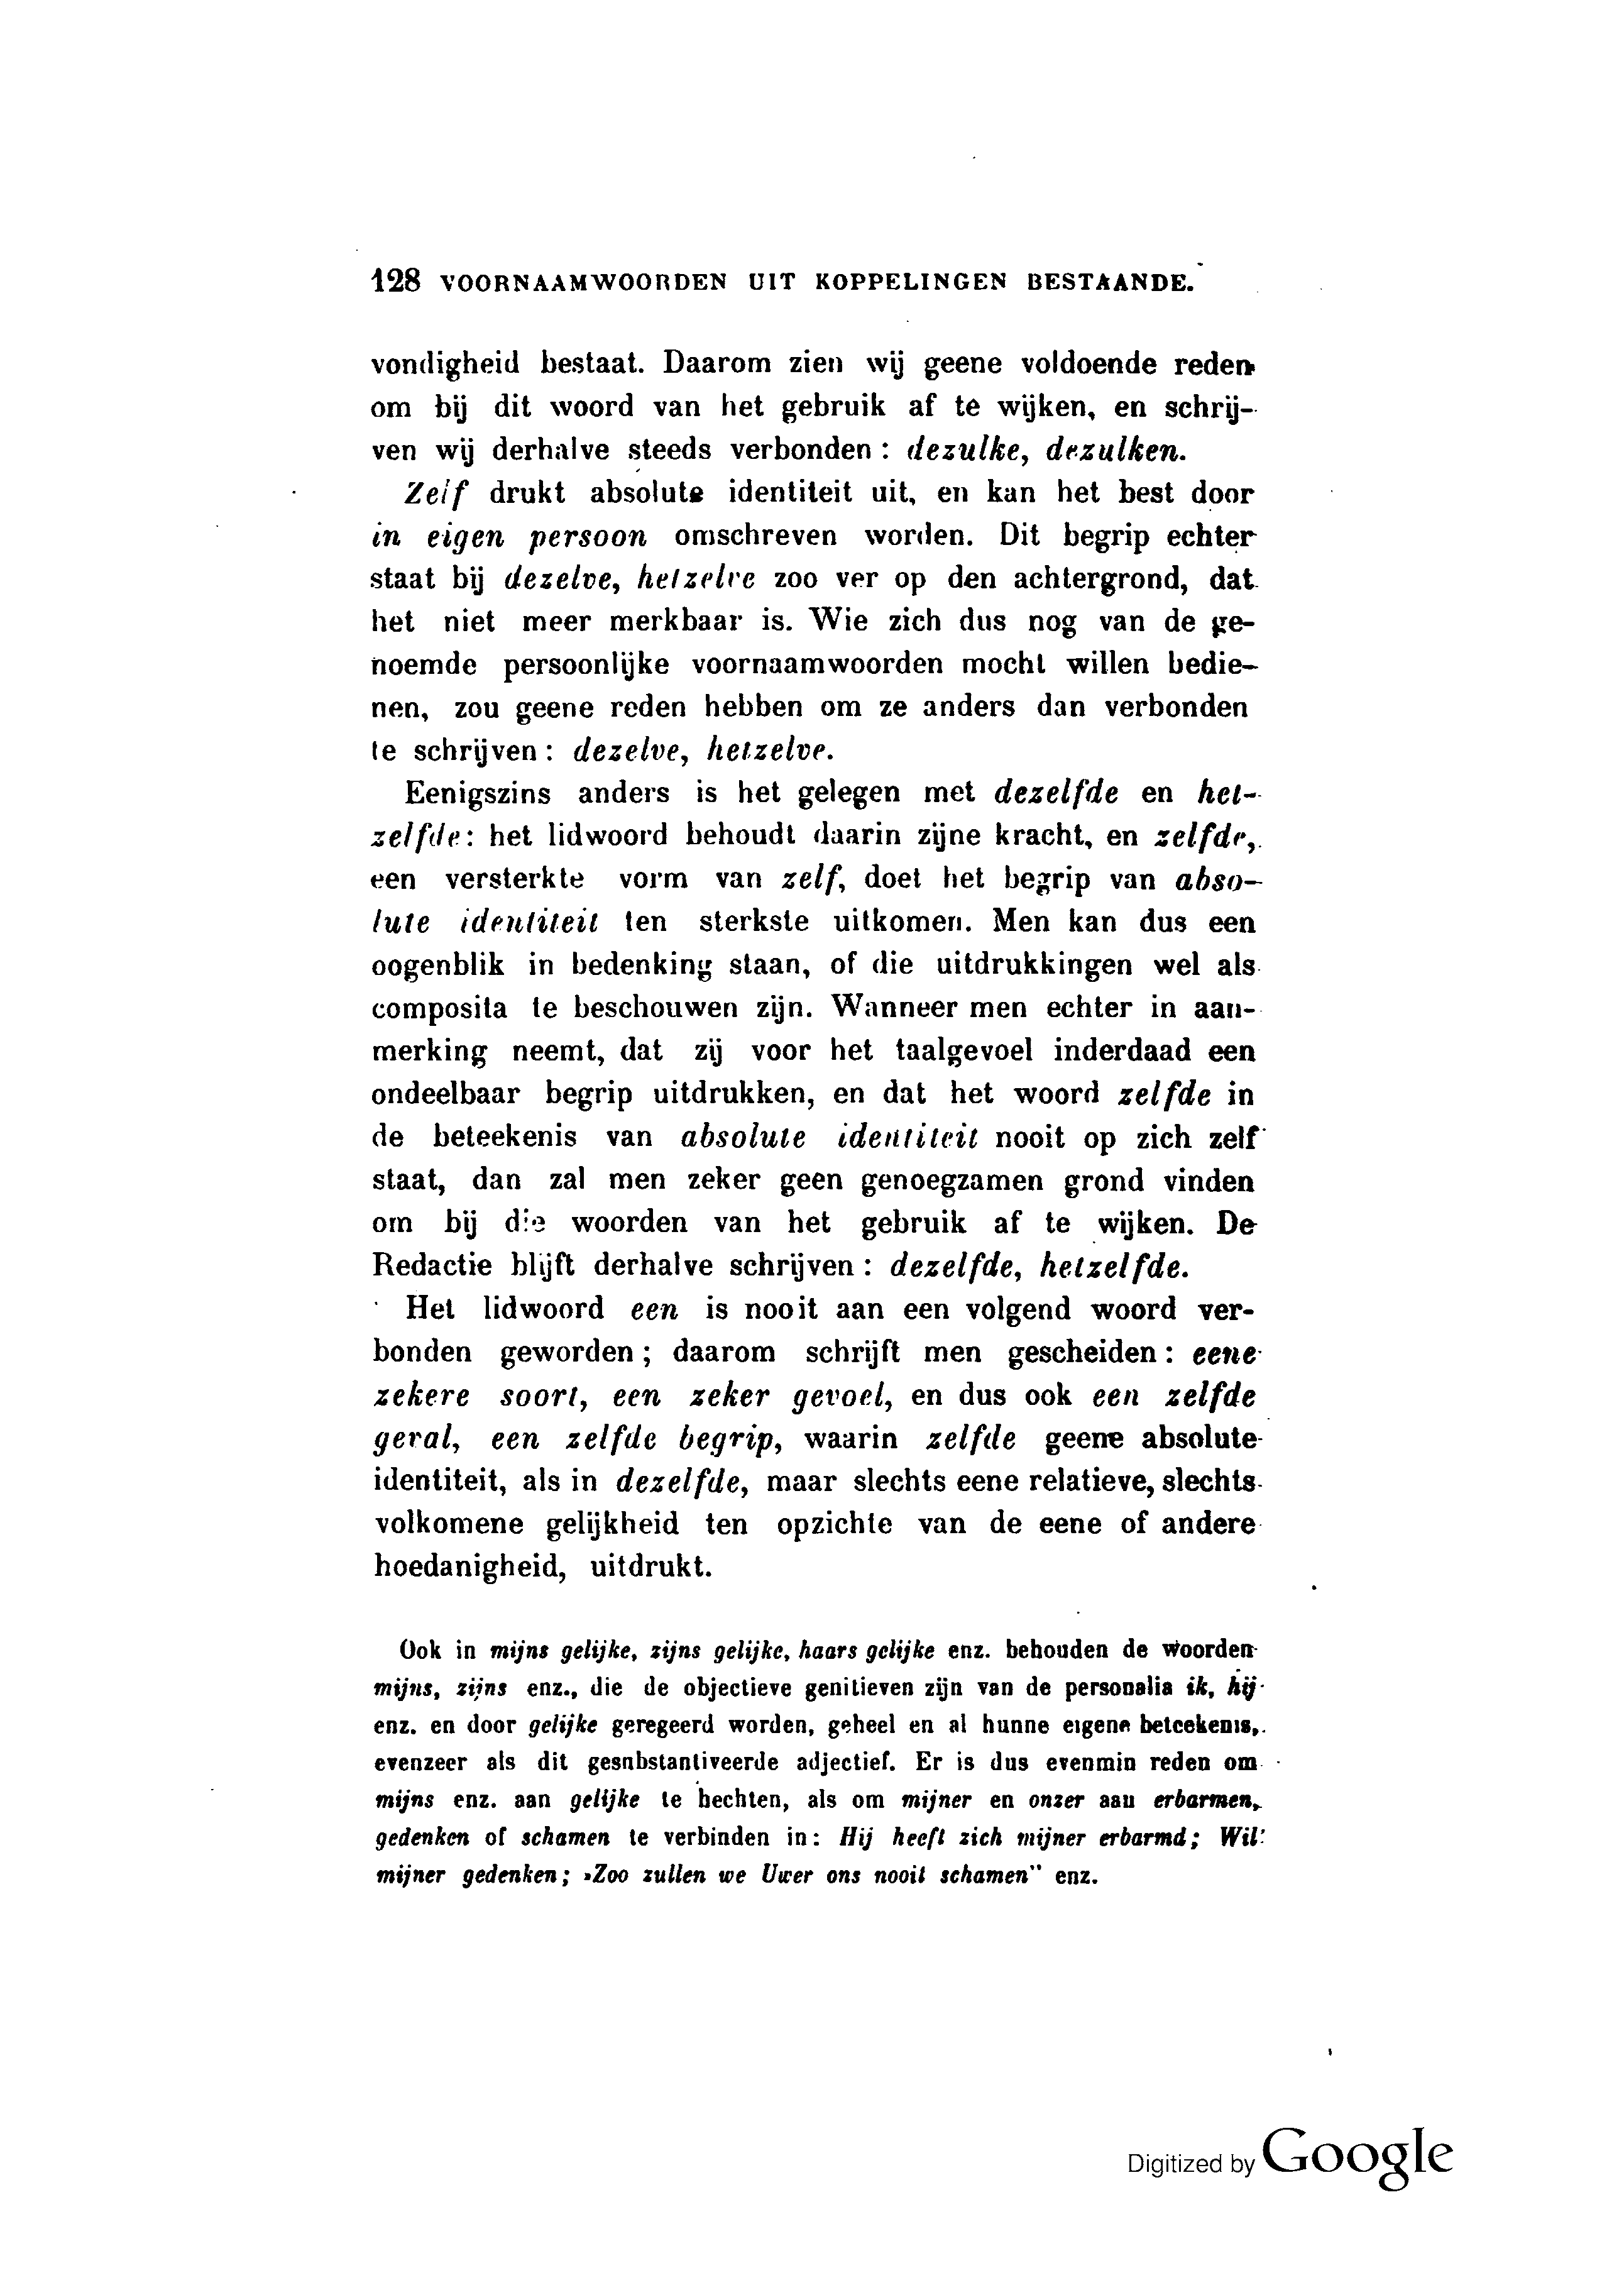 128 VOORNAAMWOORDEN UIT KOPPELINGEN BESTAANDE.
vondigheid bestaat. Daarom zien wij geene voldoende reden
om bij dit woord van het gebruik af te wijken, en schrij-
ven wij derhalve steeds verbonden: dezulke, dezulken.
Zelf drukt absolute identiteit uit, en kan het best door
in eigen persoon omschreven worden. Dit begrip echter
staat bij dezelve, hetzelve zoo ver op den achtergrond, dat
het niet meer merkbaar is. Wie zich dus nog van de ge-
noemde persoonlijke voornaamwoorden mocht willen bedie-
nen, zou geene reden hebben om ze anders dan verbonden
te schrijven: dezelve, hetzelve.
Eenigszins anders is het gelegen met dezelfde en het-
zelfde: het lidwoord behoudt daarin zijne kracht, en zelfde,
een versterkte vorm van zelf, doet het begrip van abso-
lute identiteit ten sterkste uitkomen. Men kan dus een
oogenblik in bedenking staan, of die uitdrukkingen wel als
composita te beschouwen zijn. Wanneer men echter in aan-
merking neemt, dat zij voor het taalgevoel inderdaad een
ondeelbaar begrip uitdrukken, en dat het woord zelfde in
de beteekenis van absolute identiteit nooit op zich zelf
staat, dan zal men zeker geen genoegzamen grond vinden
om bij die woorden van het gebruik af te wijken. De
Redactie blijft derhalve schrijven: dezelfde, hetzelfde.
Het lidwoord een is nooit aan een volgend woord ver-
bonden geworden; daarom schrijft men gescheiden: eene
zekere soort, een zeker gevoel, en dus ook een zelfde
geval, een zelfde begrip, waarin zelfde geene absolute
identiteit, als in dezelfde, maar slechts eene relatieve, slechts
volkomene gelijkheid ten opzichte van de eene of andere
hoedanigheid, uitdrukt.
Ook in mijns gelijke, zijns gelijke, haars gelijke enz. behouden de woorden
mijns, zijns enz., die de objectieve genitieven zijn van de personalia ik, hij
enz. en door gelijke geregeerd worden, geheel en al hunne eigene beteekenis,
evenzeer als dit gesnbstantiveerde adjectief. Er is dus evenmin reden om
mijns enz. aan gelijke te hechten, als om mijner en onzer aan erbarmen,
gedenken of schamen te verbinden in: Hij heeft zich mijner erbarmd; Wil
mijner gedenken; »Zoo zullen we Uwer ons nooit schamen" enz.
Digitized by Google